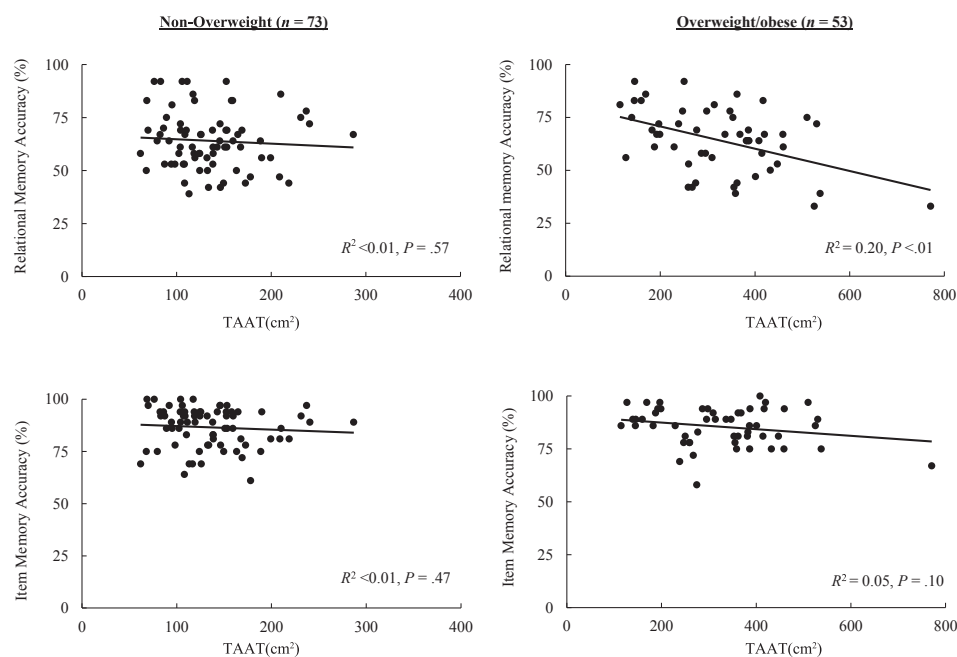 Non-Overweight (n = 73)
Overweight/obese (n = 53)
Relational Memory Accuracy (%)
100
75
50
25
0
R² <0.01, P = .57
0 100 200 300 400
TAAT(cm²)
Relational memory Accuracy (%)
100
75
50
25
0
R² = 0.20, P <.01
0 200 400 600 800
TAAT(cm²)
Item Memory Accuracy (%)
100
75
50
25
0
R² <0.01, P = .47
0 100 200 300 400
TAAT(cm²)
Item Memory Accuracy (%)
100
75
50
25
0
R² = 0.05, P = .10
0 200 400 600 800
TAAT(cm²)